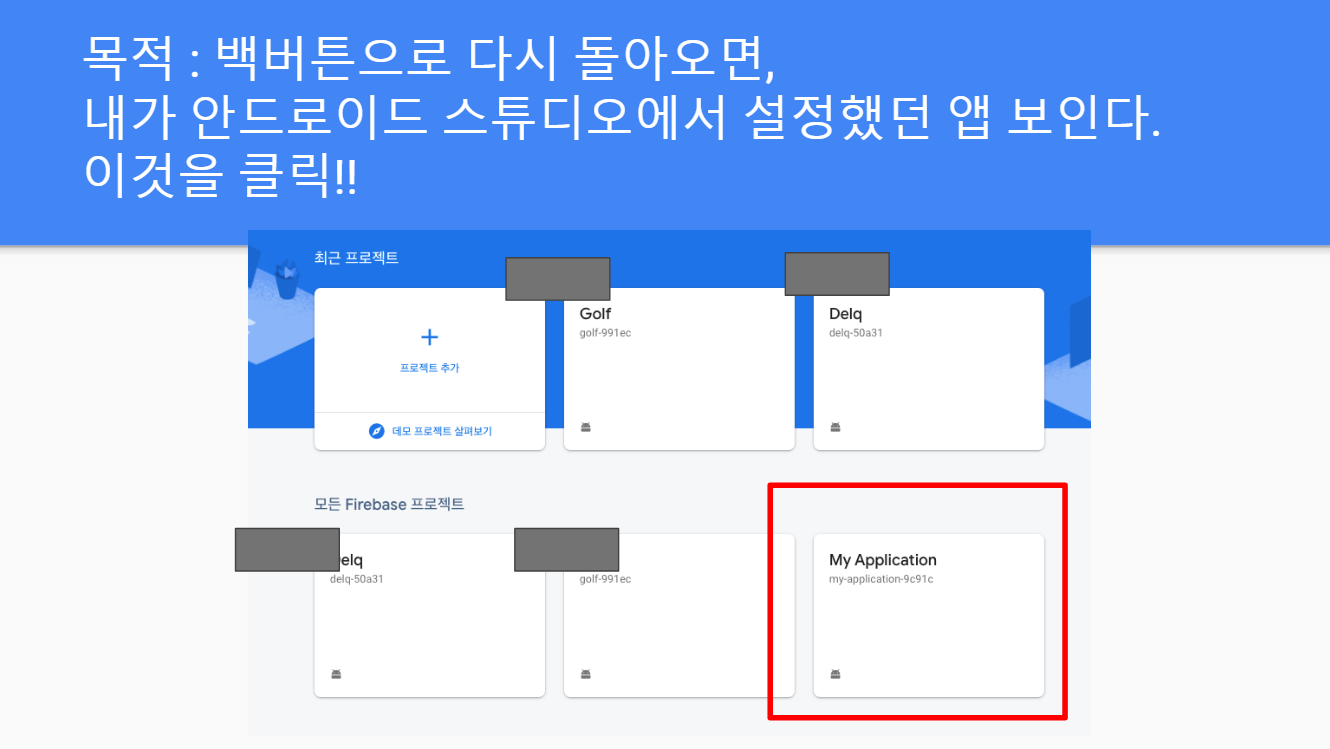 목적 : 백버튼으로 다시 돌아오면,
내가 안드로이드 스튜디오에서 설정했던 앱 보인다.
이것을 클릭!!
최근 프로젝트
프로젝트 추가
데모 프로젝트 살펴보기
Golf
golf-991ec
Delq
delq-50a31
모든 Firebase 프로젝트
elq
delq-50a31
golf-991ec
My Application
my-application-9c91c